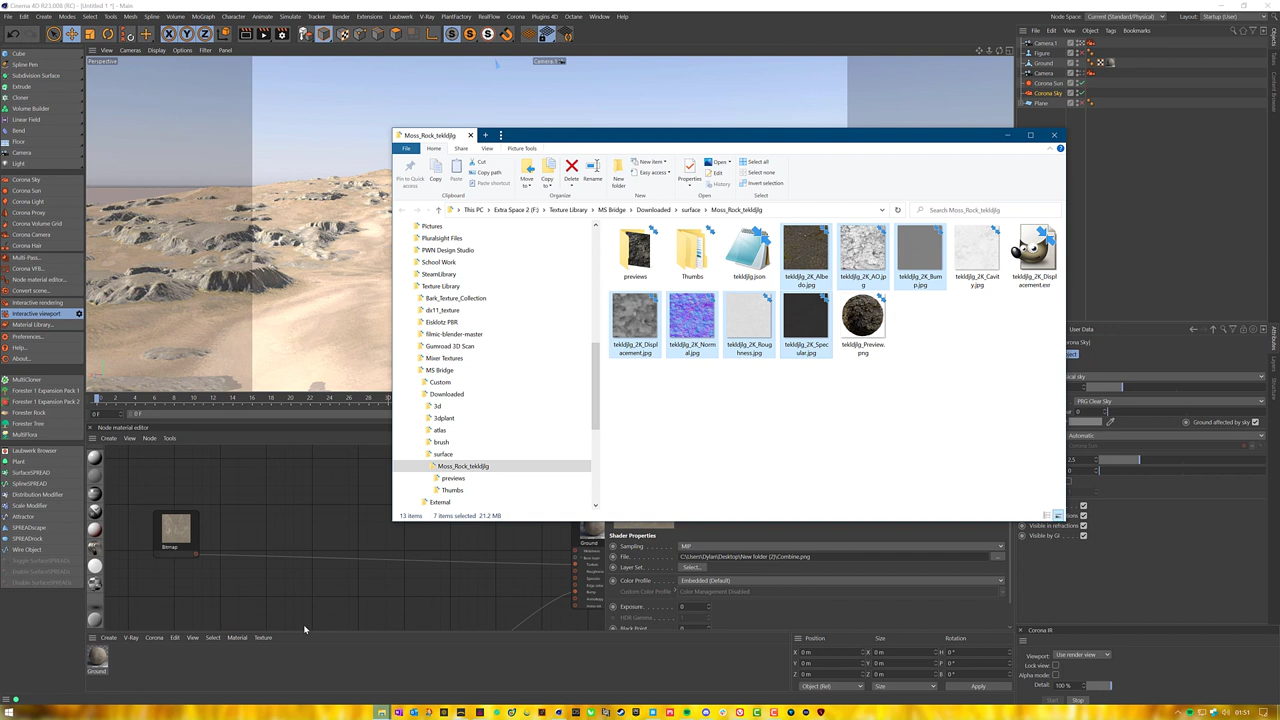 Cinema 4D R23.008 (RC) - [Untitled 1 *] - Main
File Edit Create Modes Select Tools Mesh Spline Volume MoGraph Character Animate Simulate Tracker Render Extensions Laubwerk V-Ray PlantFactory RealFlow Corona Plugins 4D Octane Window Help
Node Space: Current (Standard/Physical) Layout: Startup (User)
View Cameras Display Options Filter Panel
Perspective
Camera.1
File Edit View Object Tags Bookmarks
Camera.1
Figure
Ground
Camera
Corona Sun
Corona Sky
Plane
Cube
Spline Pen
Subdivision Surface
Extrude
Cloner
Volume Builder
Linear Field
Bend
Floor
Camera
Light
Corona Sky
Corona Sun
Corona Light
Corona Proxy
Corona Volume Grid
Corona Camera
Corona Hair
Multi-Pass...
Corona VFB...
Node material editor...
Convert scene...
Interactive rendering
Interactive viewport
Material Library...
Preferences...
Help...
About...
MultiCloner
Forester 1 Expansion Pack 1
Forester 1 Expansion Pack 2
Forester Rock
Forester Tree
MultiFlora
Laubwerk Browser
Plant
SurfaceSPREAD
SplineSPREAD
Distribution Modifier
Scale Modifier
Attractor
SPREADscape
SPREADrock
Wire Object
Moss_Rock_tekldjlg
File Home Share View Picture Tools
Pin to Quick access
Copy
Paste
Cut
Copy path
Paste shortcut
Move to
Copy to
Delete
Rename
New folder
New item
Easy access
Properties
Open
Edit
History
Select all
Select none
Invert selection
Clipboard Organize New Open Select
This PC Extra Space 2 (F:) Texture Library MS Bridge Downloaded surface Moss_Rock_tekldjlg
Search Moss_Rock_tekldjlg
Pictures
Pluralsight Files
PWN Design Studio
School Work
SteamLibrary
Texture Library
Bark_Texture_Collection
dx11_texture
Eisklotz PBR
filmic-blender-master
Gumroad 3D Scan
Mixer Textures
MS Bridge
Custom
Downloaded
3d
3dplant
atlas
brush
surface
Moss_Rock_tekldjlg
previews
Thumbs
External
previews
Thumbs
tekldjlg.json
tekldjlg_2K_Albedo.jpg
tekldjlg_2K_AO.jpg
tekldjlg_2K_Bump.jpg
tekldjlg_2K_Cavity.jpg
tekldjlg_2K_Displacement.exr
tekldjlg_2K_Displacement.jpg
tekldjlg_2K_Normal.jpg
tekldjlg_2K_Roughness.jpg
tekldjlg_2K_Specular.jpg
tekldjlg_Preview.png
13 items 7 items selected 21.2 MB
User Data
PRG Clear Sky
Ground affected by sky
Automatic
2.5
Visible in refractions
Visible by GI
0 F
Node material editor
Create View Node Tools
Bitmap
Ground
Shader Properties
Sampling MIP
File C:\Users\Dylan\Desktop\New folder (2)\Combine.png
Layer Set Select...
Color Profile Embedded (Default)
Custom Color Profile Color Management Disabled
Exposure 0
HDR Gamma
Black Point
Create V-Ray Corona Edit View Select Material Texture
Ground
Position Size Rotation
X 0 m X 0 m H 0 °
Y 0 m Y 0 m P 0 °
Z 0 m Z 0 m B 0 °
Object (Rel) Size Apply
Corona IR
Viewport: Use render view
Lock view:
Alpha mode:
Detail: 100 %
Start Stop
01:51